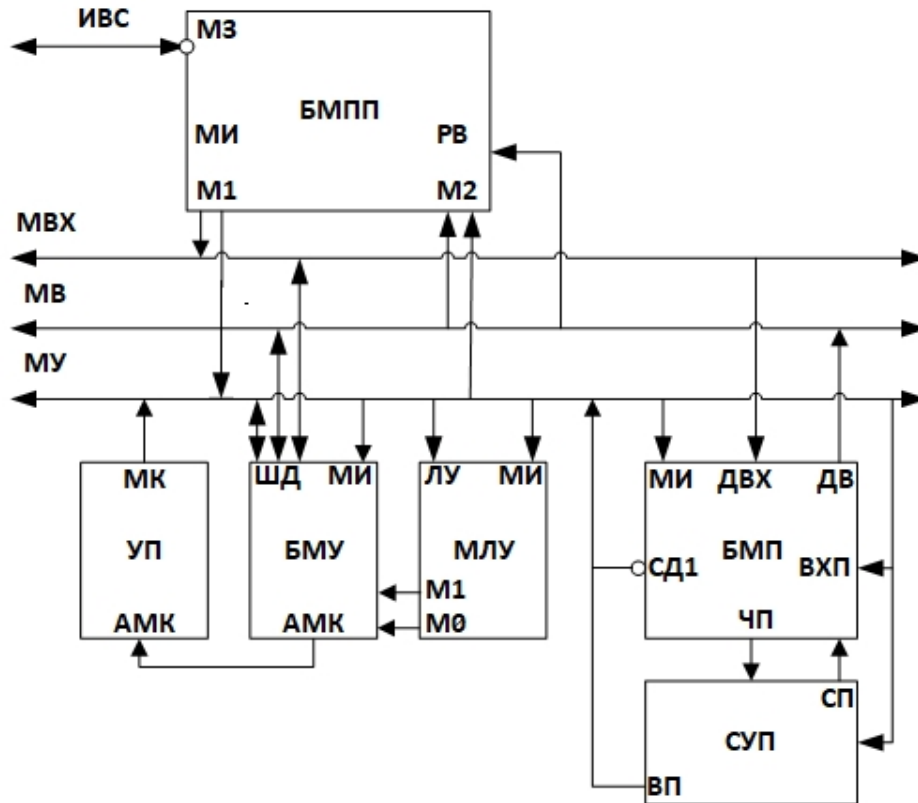 ИВС
МЗ
БМПП
МИ РВ
М1 М2
МВХ
МВ
МУ
МК
УП
АМК
ШД МИ
БМУ
АМК
ЛУ МИ
МЛУ
М1
М0
МИ ДВХ ДВ
БМП
СД1 ВХП
ЧП
СП
СУП
ВП